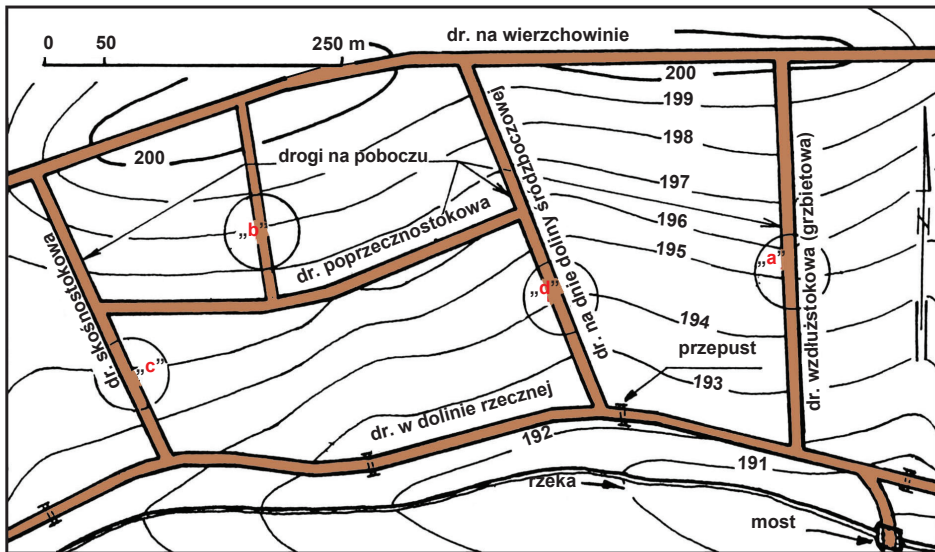 0 50 250 m
dr. na wierzchowinie
200
199
200
drogi na poboczu
198
197
196
195
194
193
„b”
„a”
„d”
„c”
dr. poprzecznostokowa
dr. na dnie doliny śródzboczowej
dr. wzdłużstokowa (grzbietowa)
dr. skośnostokowa
przepust
dr. w dolinie rzecznej
192
191
rzeka
most